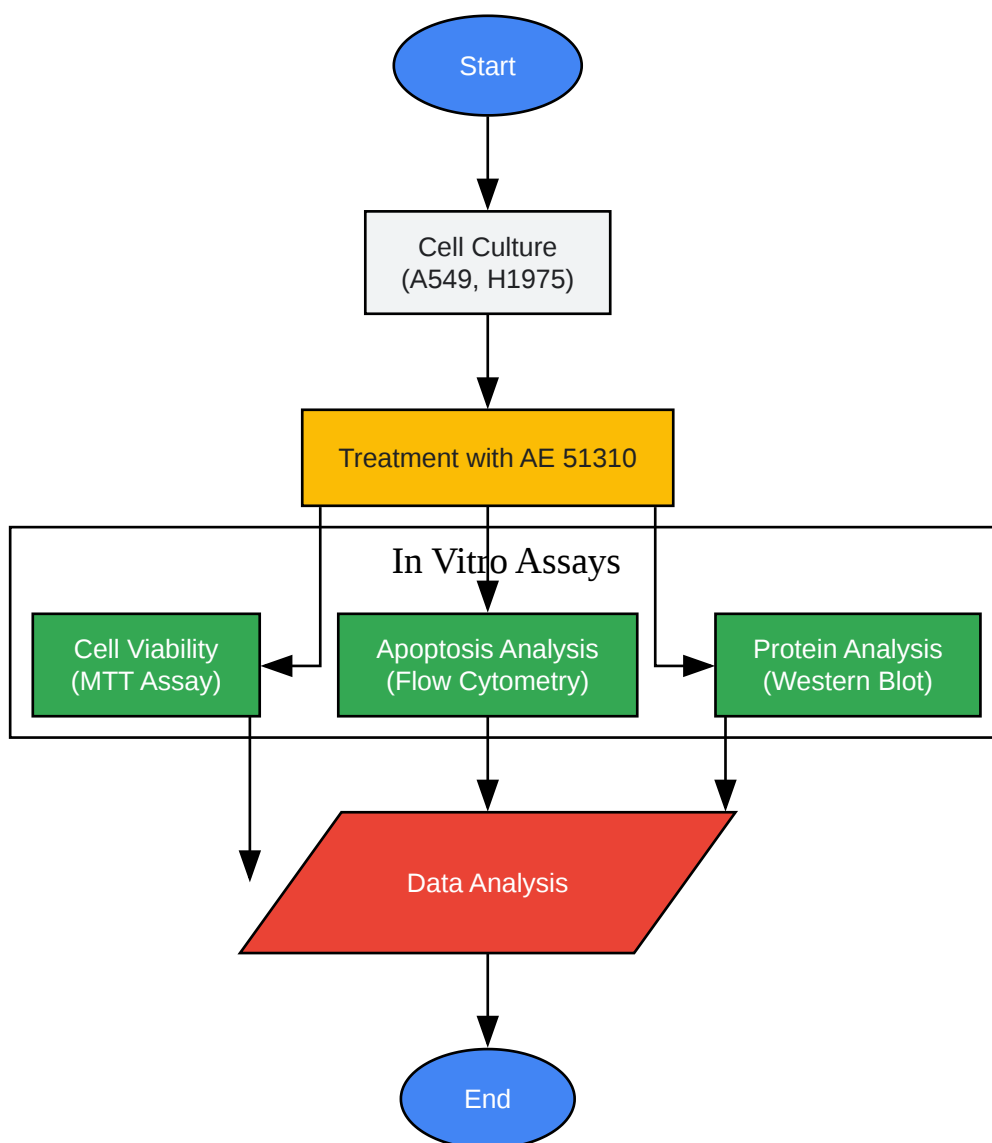 Start
Cell Culture
(A549, H1975)
Treatment with AE 51310
In Vitro Assays
Cell Viability
(MTT Assay)
Apoptosis Analysis
(Flow Cytometry)
Protein Analysis
(Western Blot)
Data Analysis
End